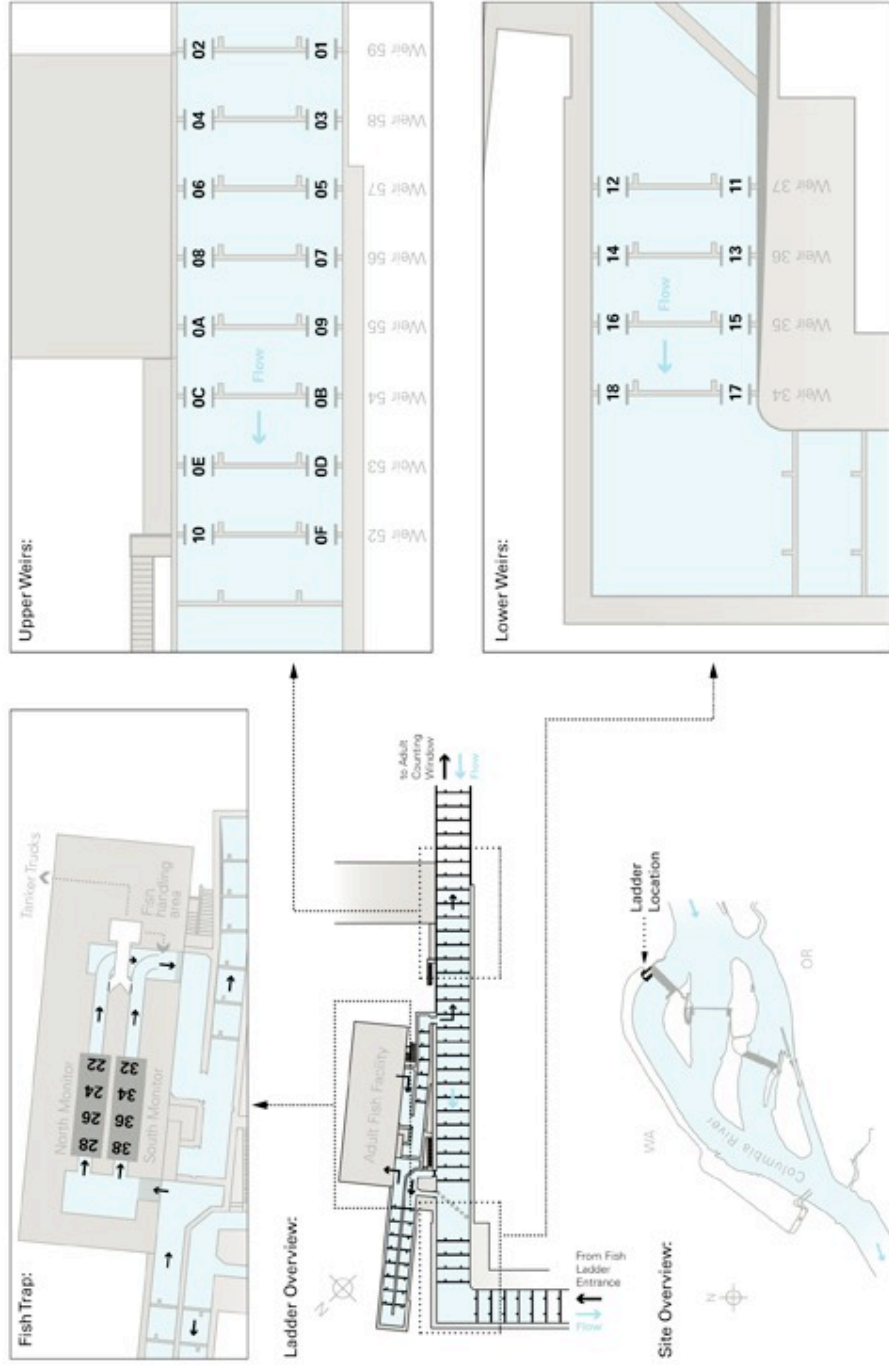 Fish Trap:
Tanker Trucks
Fish
handling
area
North Monitor
28 26 24 22
38 36 34 32
South Monitor
Ladder Overview:
N
Adult Fish Facility
to Adult
Counting
Window
Flow
From Fish
Ladder
Entrance
Flow
Site Overview:
N
WA
Ladder
Location
Columbia River
OR
Upper Weirs:
10 0E 0C 0A 08 06 04 02
Flow
0F 0D 0B 09 07 05 03 01
Weir 52 Weir 53 Weir 54 Weir 55 Weir 56 Weir 57 Weir 58 Weir 59
Lower Weirs:
18 16 14 12
Flow
17 15 13 11
Weir 34 Weir 35 Weir 36 Weir 37